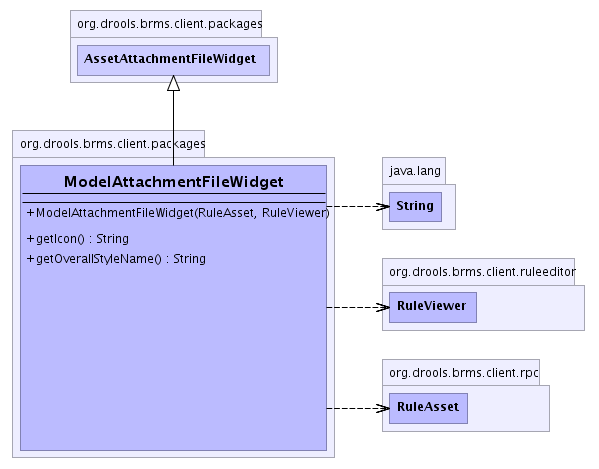 org.drools.brms.client.packages
AssetAttachmentFileWidget
org.drools.brms.client.packages
ModelAttachmentFileWidget
+ ModelAttachmentFileWidget(RuleAsset, RuleViewer)
+ getIcon() : String
+ getOverallStyleName() : String
java.lang
String
org.drools.brms.client.ruleeditor
RuleViewer
org.drools.brms.client.rpc
RuleAsset